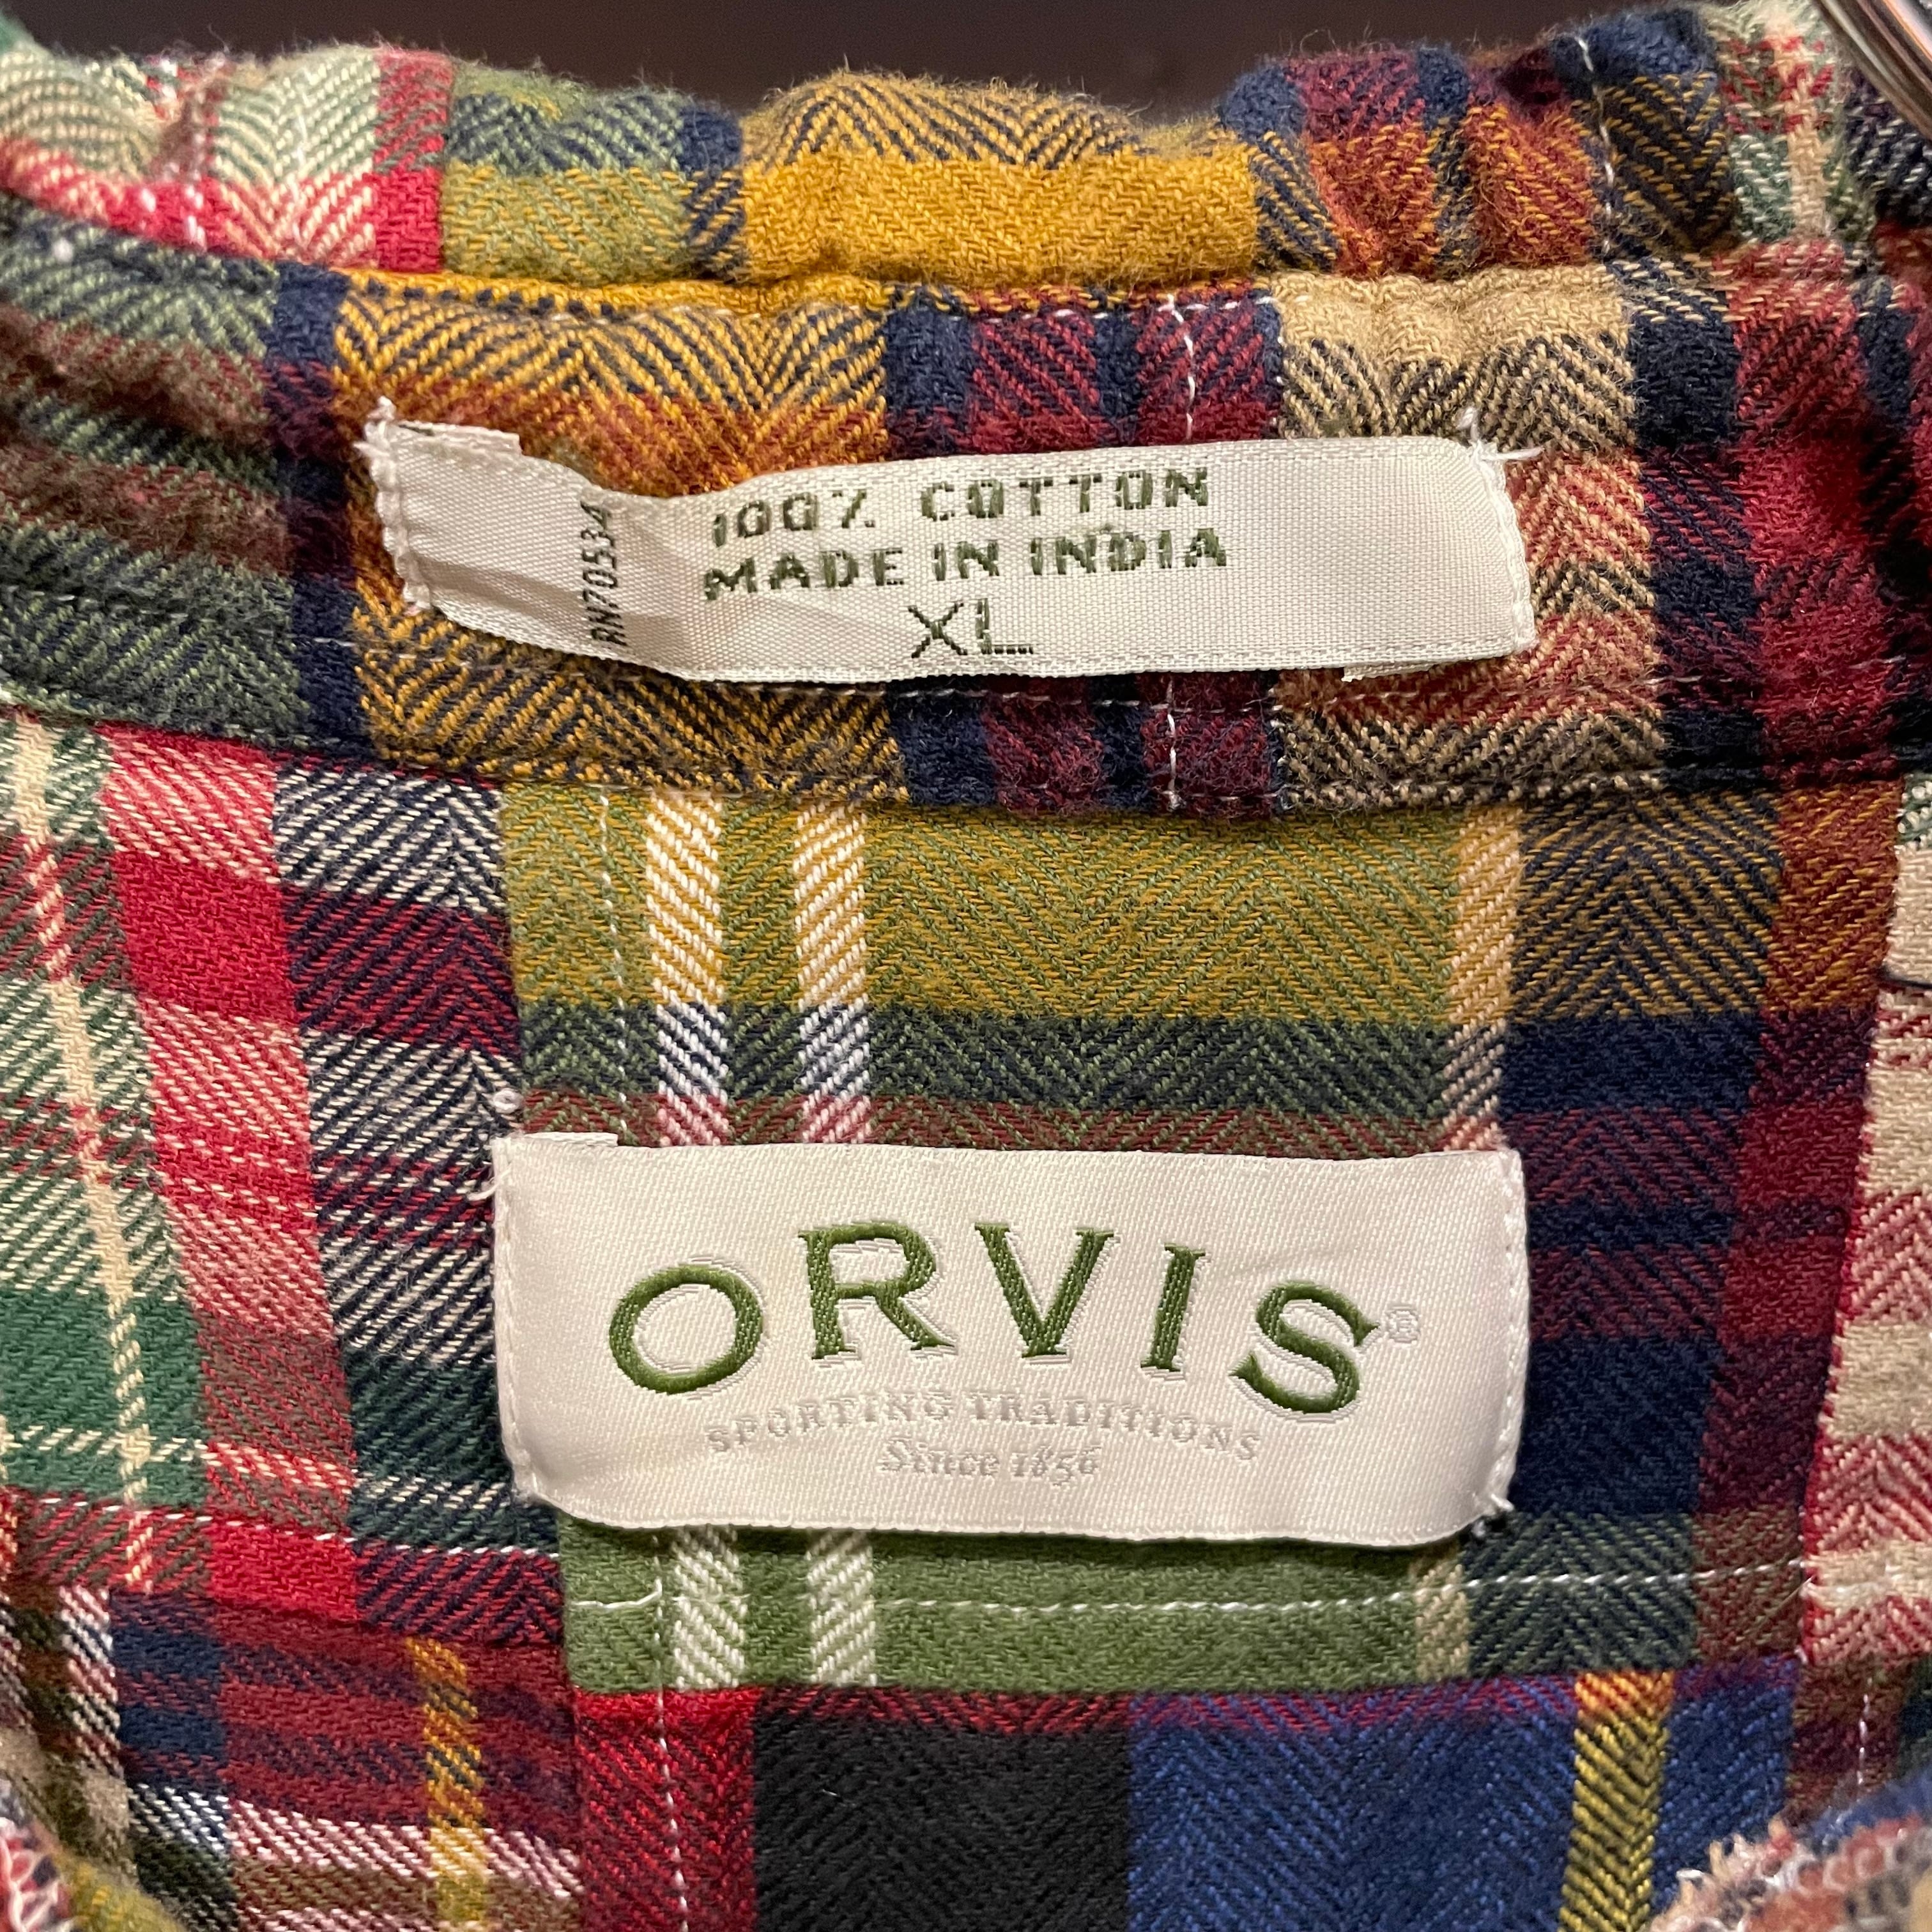 100% COTTON
MADE IN INDIA
XL
RN70534
ORVIS®
SPORTING TRADITIONS
Since 1856